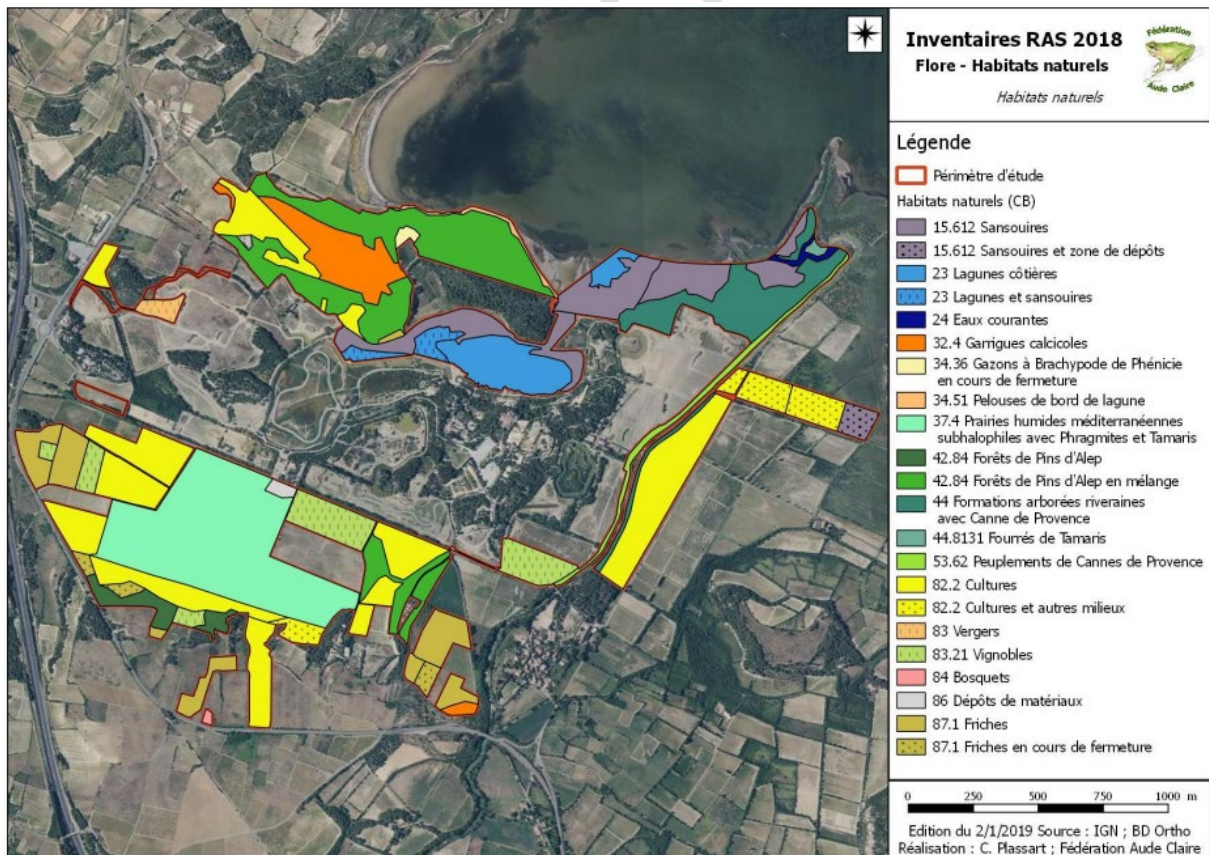 Inventaires RAS 2018
Flore - Habitats naturels
Habitats naturels
Fédération
Aude Claire
Légende
Périmètre d'étude
Habitats naturels (CB)
15.612 Sansouires
15.612 Sansouires et zone de dépôts
23 Lagunes côtières
23 Lagunes et sansouires
24 Eaux courantes
32.4 Garrigues calcicoles
34.36 Gazons à Brachypode de Phénicie
en cours de fermeture
34.51 Pelouses de bord de lagune
37.4 Prairies humides méditerranéennes
subhalophiles avec Phragmites et Tamaris
42.84 Forêts de Pins d'Alep
42.84 Forêts de Pins d'Alep en mélange
44 Formations arborées riveraines
avec Canne de Provence
44.8131 Fourrés de Tamaris
53.62 Peuplements de Cannes de Provence
82.2 Cultures
82.2 Cultures et autres milieux
83 Vergers
83.21 Vignobles
84 Bosquets
86 Dépôts de matériaux
87.1 Friches
87.1 Friches en cours de fermeture
0 250 500 750 1000 m
Edition du 2/1/2019 Source : IGN ; BD Ortho
Réalisation : C. Plassart ; Fédération Aude Claire